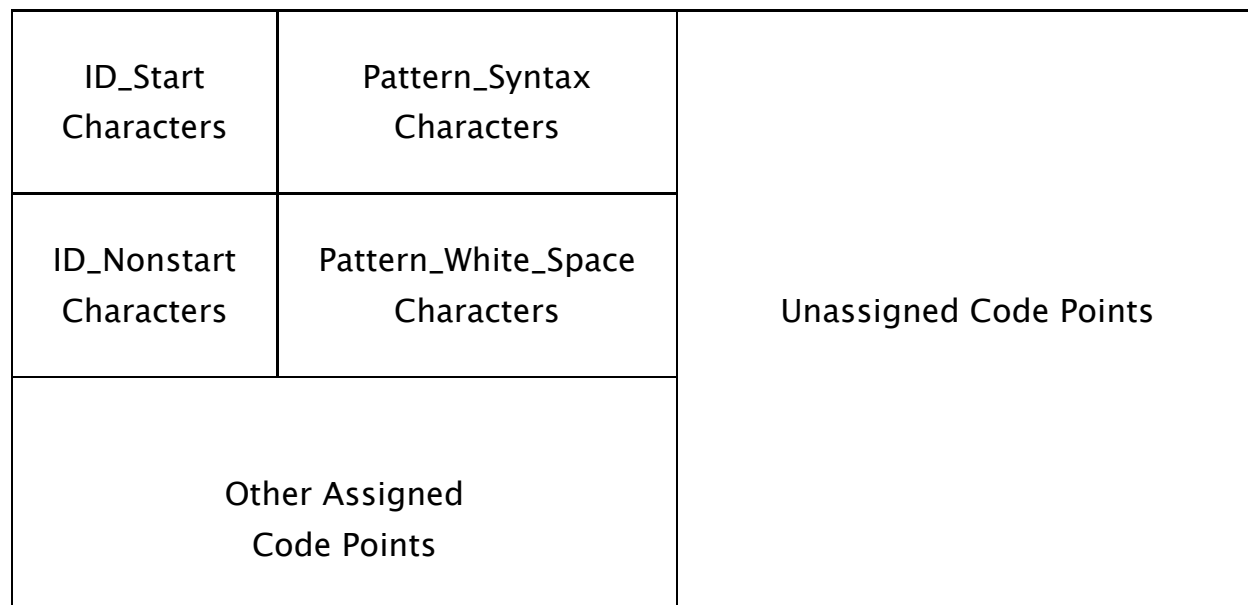 ID_Start
Characters
Pattern_Syntax
Characters
ID_Nonstart
Characters
Pattern_White_Space
Characters
Unassigned Code Points
Other Assigned
Code Points